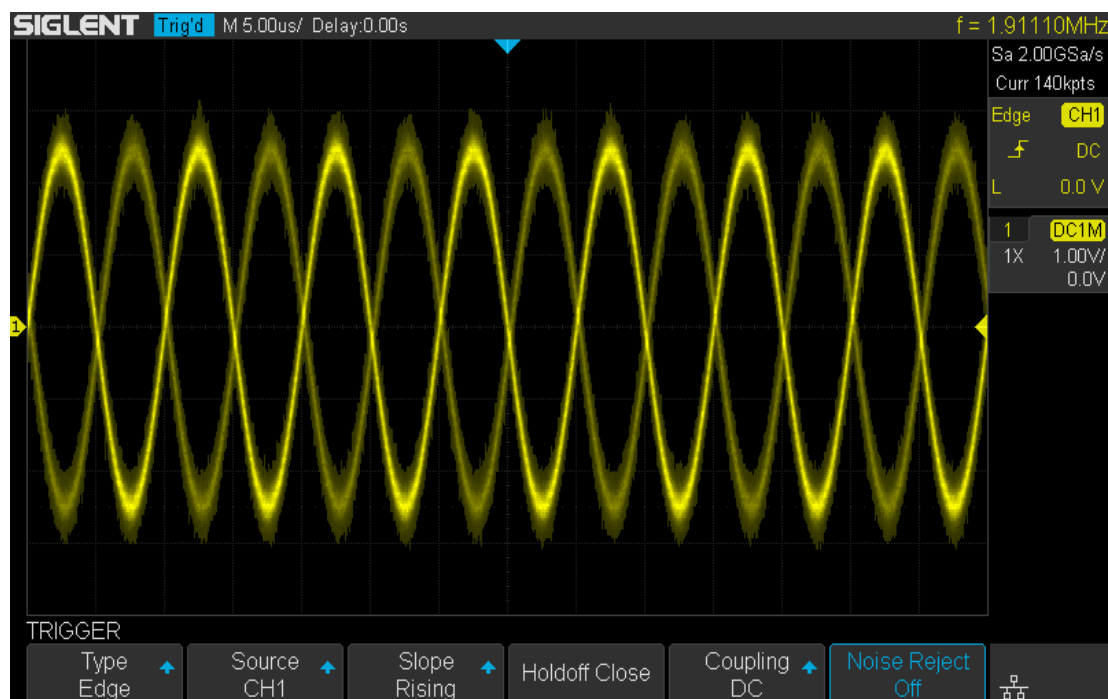 SIGLENT Trig'd M 5.00us/ Delay:0.00s f = 1.91110MHz
Sa 2.00GSa/s
Curr 140kpts
Edge CH1
DC
L 0.0 V
1 DC1M
1X 1.00V/
0.0V
1
TRIGGER
Type Source Slope Holdoff Close Coupling Noise Reject
Edge CH1 Rising DC Off